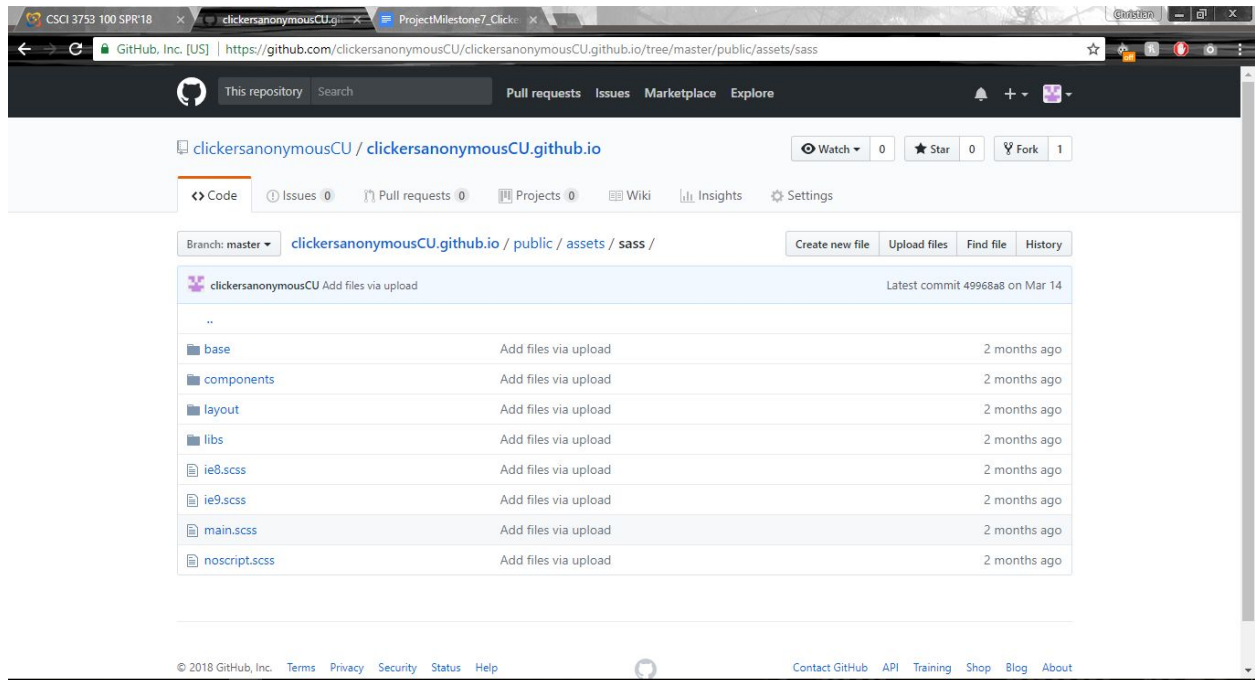 CSCI 3753 100 SPR'18 × clickersanonymousCU.gi × ProjectMilestone7_Clicke × Christian
GitHub, Inc. [US] | https://github.com/clickersanonymousCU/clickersanonymousCU.github.io/tree/master/public/assets/sass off
This repository Search Pull requests Issues Marketplace Explore
clickersanonymousCU / clickersanonymousCU.github.io Watch 0 Star 0 Fork 1
Code Issues 0 Pull requests 0 Projects 0 Wiki Insights Settings
Branch: master clickersanonymousCU.github.io / public / assets / sass / Create new file Upload files Find file History
clickersanonymousCU Add files via upload Latest commit 49968a8 on Mar 14
..
base Add files via upload 2 months ago
components Add files via upload 2 months ago
layout Add files via upload 2 months ago
libs Add files via upload 2 months ago
ie8.scss Add files via upload 2 months ago
ie9.scss Add files via upload 2 months ago
main.scss Add files via upload 2 months ago
noscript.scss Add files via upload 2 months ago
© 2018 GitHub, Inc. Terms Privacy Security Status Help Contact GitHub API Training Shop Blog About